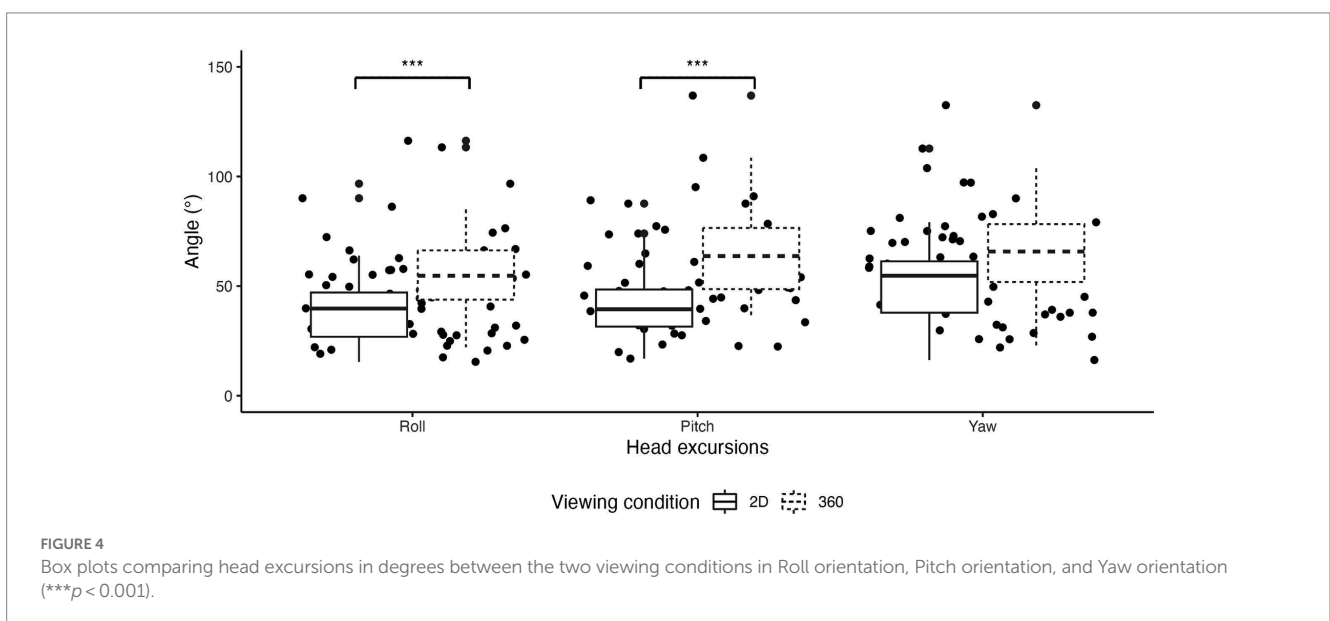 ***
***
150
100
50
0
Angle (°)
Roll
Pitch
Yaw
Head excursions
Viewing condition 2D 360
FIGURE 4
Box plots comparing head excursions in degrees between the two viewing conditions in Roll orientation, Pitch orientation, and Yaw orientation
(***p < 0.001).